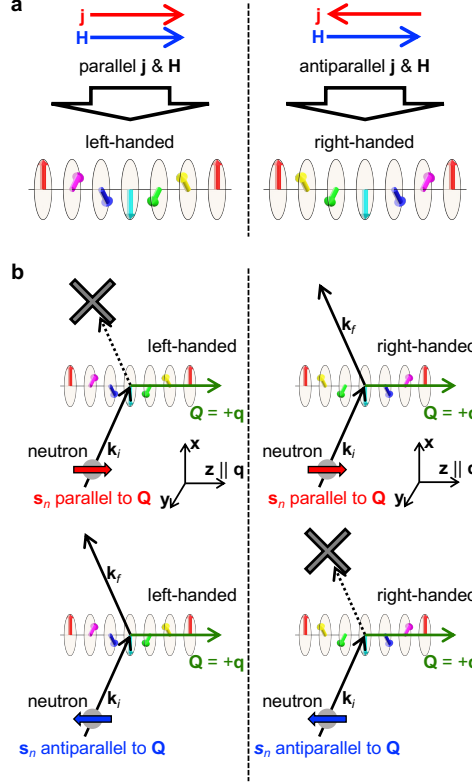 a
j
H
parallel j & H
left-handed
j
H
antiparallel j & H
right-handed
b
left-handed
Q = +q
neutron
k_i
s_n parallel to Q
x
z || q
y
k_f
right-handed
Q = +q
neutron
k_i
s_n parallel to Q
x
z || q
y
k_f
left-handed
Q = +q
neutron
k_i
s_n antiparallel to Q
right-handed
Q = +q
neutron
k_i
s_n antiparallel to Q